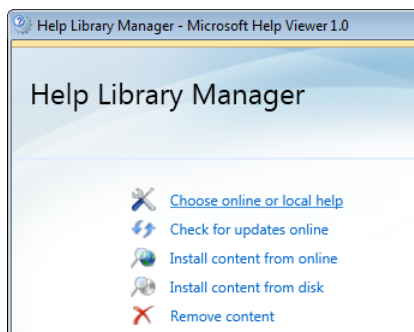 Help Library Manager - Microsoft Help Viewer 1.0
Help Library Manager
Choose online or local help
Check for updates online
Install content from online
Install content from disk
Remove content